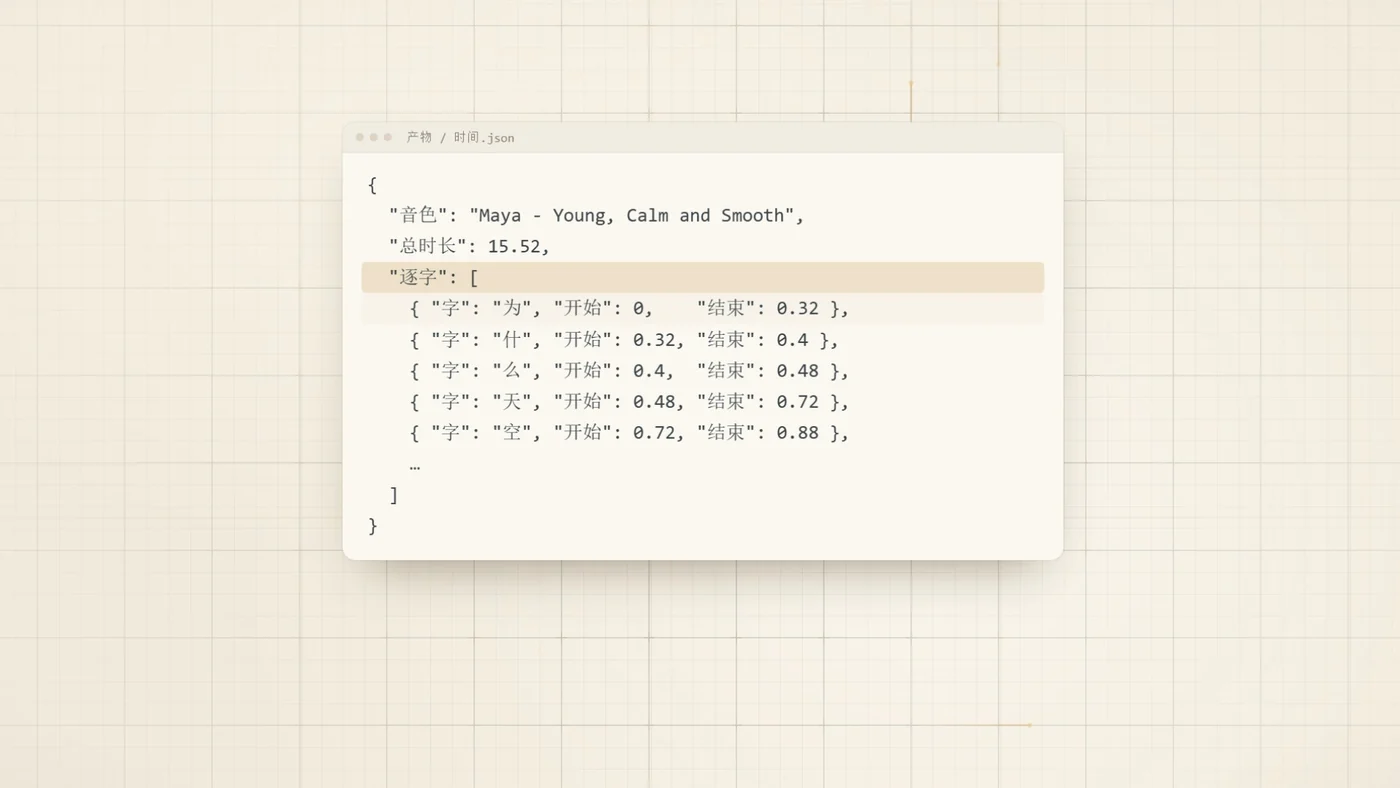 产物 / 时间.json
{
  "音色": "Maya - Young, Calm and Smooth",
  "总时长": 15.52,
  "逐字": [
    { "字": "为", "开始": 0,    "结束": 0.32 },
    { "字": "什", "开始": 0.32, "结束": 0.4 },
    { "字": "么", "开始": 0.4,  "结束": 0.48 },
    { "字": "天", "开始": 0.48, "结束": 0.72 },
    { "字": "空", "开始": 0.72, "结束": 0.88 },
    …
  ]
}